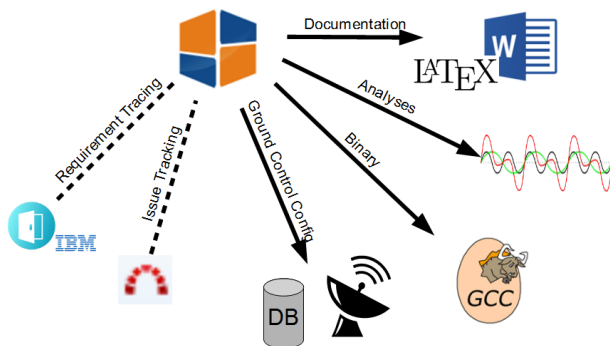 Documentation
W
LATEX
Analyses
Binary
Ground Control Config
Issue Tracking
Requirement Tracing
IBM
DB
GCC